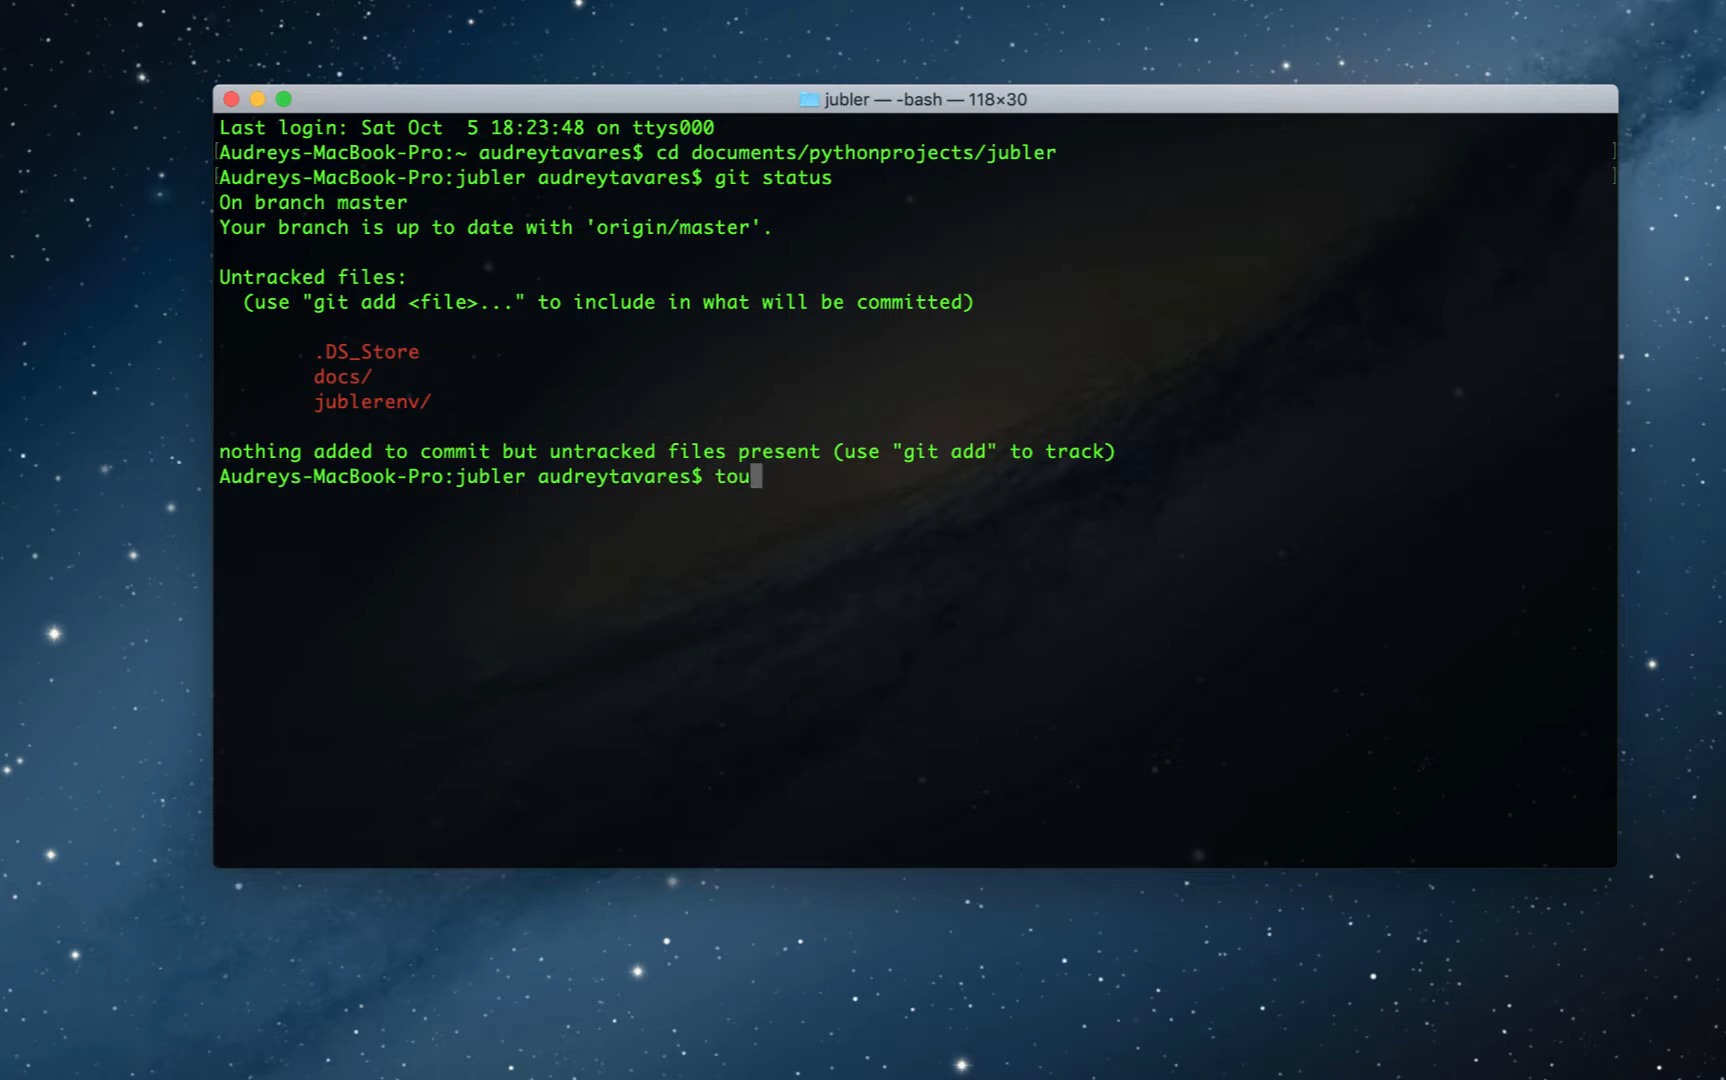 jubler — -bash — 118×30
Last login: Sat Oct  5 18:23:48 on ttys000
[Audreys-MacBook-Pro:~ audreytavares$ cd documents/pythonprojects/jubler ]
[Audreys-MacBook-Pro:jubler audreytavares$ git status ]
On branch master
Your branch is up to date with 'origin/master'.
Untracked files:
  (use "git add <file>..." to include in what will be committed)
        .DS_Store
        docs/
        jublerenv/
nothing added to commit but untracked files present (use "git add" to track)
Audreys-MacBook-Pro:jubler audreytavares$ tou